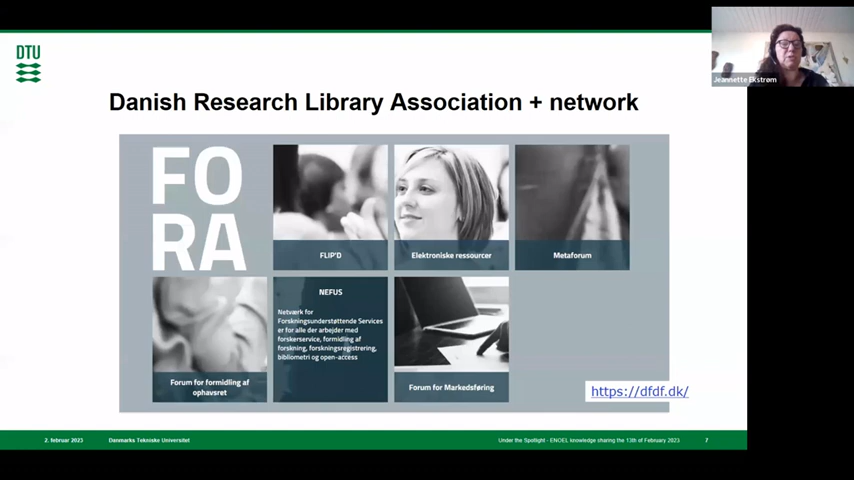 DTU
Jeannette Ekstrøm
Danish Research Library Association + network
FO
RA
FLIP'D
Elektroniske ressourcer
Metaforum
Forum for formidling af
ophavsret
NEFUS
Netværk for
Forskningsunderstøttende Services
er for alle der arbejder med
forskerservice, formidling af
forskning, forskningsregistrering,
bibliometri og open-access
Forum for Markedsføring
https://dfdf.dk/
2. februar 2023
Danmarks Tekniske Universitet
Under the Spotlight - ENOEL knowledge sharing the 13th of February 2023
7